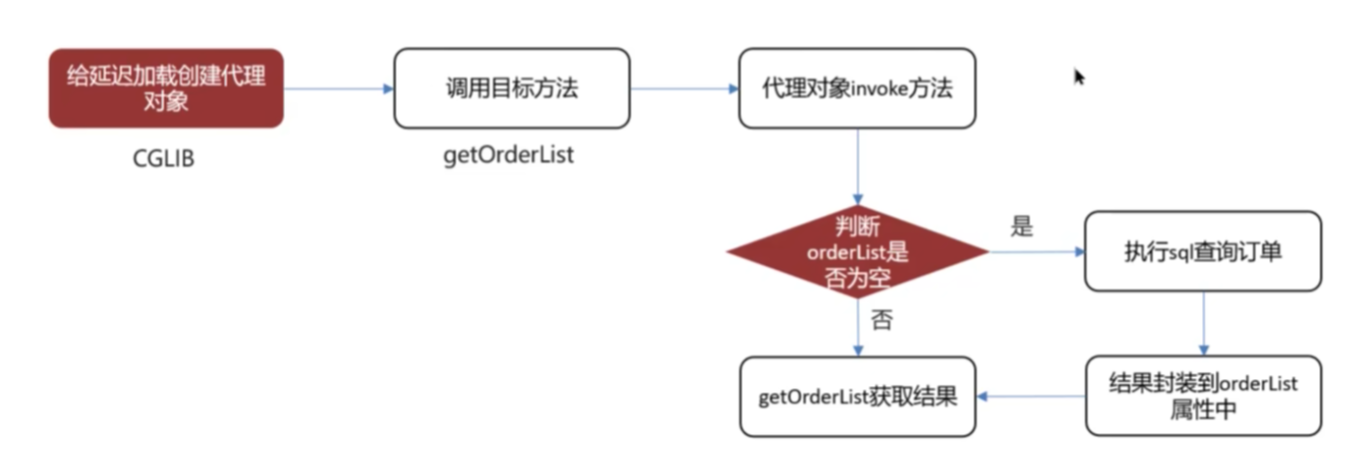 给延迟加载创建代理
对象
CGLIB
调用目标方法
getOrderList
代理对象invoke方法
判断
orderList是
否为空
是
执行sql查询订单
否
结果封装到orderList
属性中
getOrderList获取结果